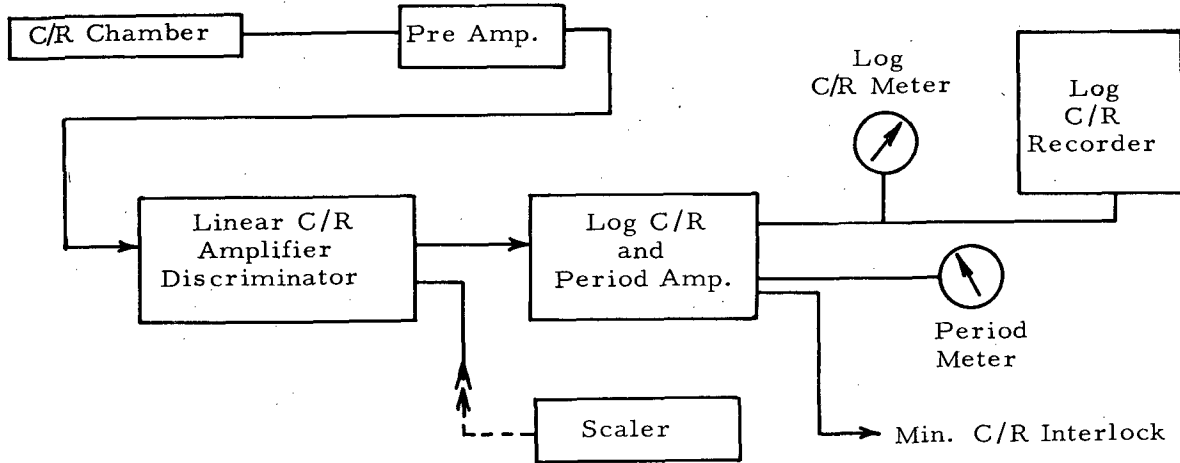 C/R Chamber
Pre Amp.
Log
C/R Meter
Log
C/R
Recorder
Linear C/R
Amplifier
Discriminator
Log C/R
and
Period Amp.
Period
Meter
Scaler
Min. C/R Interlock